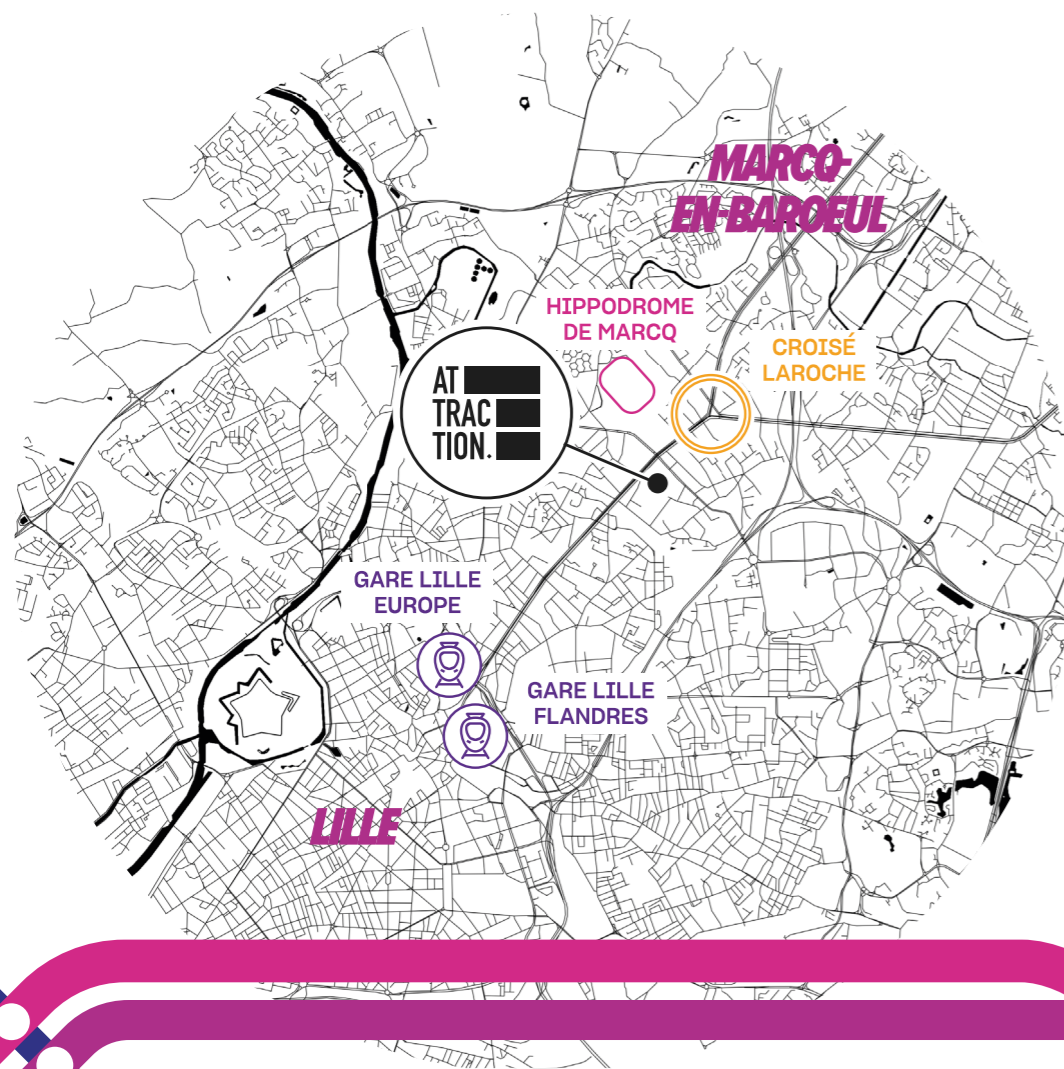 MARCQ-
EN-BAROEUL
HIPPODROME
DE MARCQ
CROISÉ
LAROCHE
AT
TRAC
TION.
GARE LILLE
EUROPE
GARE LILLE
FLANDRES
LILLE